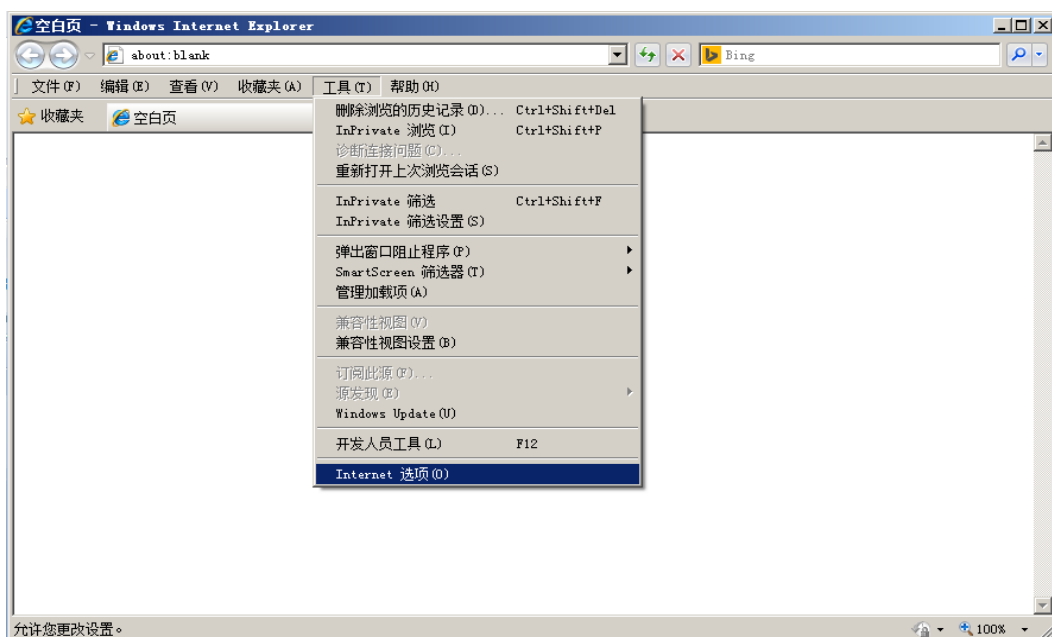 空白页 - Windows Internet Explorer
about:blank Bing
文件(F) 编辑(E) 查看(V) 收藏夹(A) 工具(T) 帮助(H)
收藏夹 空白页
删除浏览的历史记录(D)... Ctrl+Shift+Del
InPrivate 浏览(I) Ctrl+Shift+P
诊断连接问题(C)...
重新打开上次浏览会话(S)
InPrivate 筛选 Ctrl+Shift+F
InPrivate 筛选设置(S)
弹出窗口阻止程序(P)
SmartScreen 筛选器(T)
管理加载项(A)
兼容性视图(V)
兼容性视图设置(B)
订阅此源(F)...
源发现(E)
Windows Update(U)
开发人员工具(L) F12
Internet 选项(O)
允许您更改设置。 100%